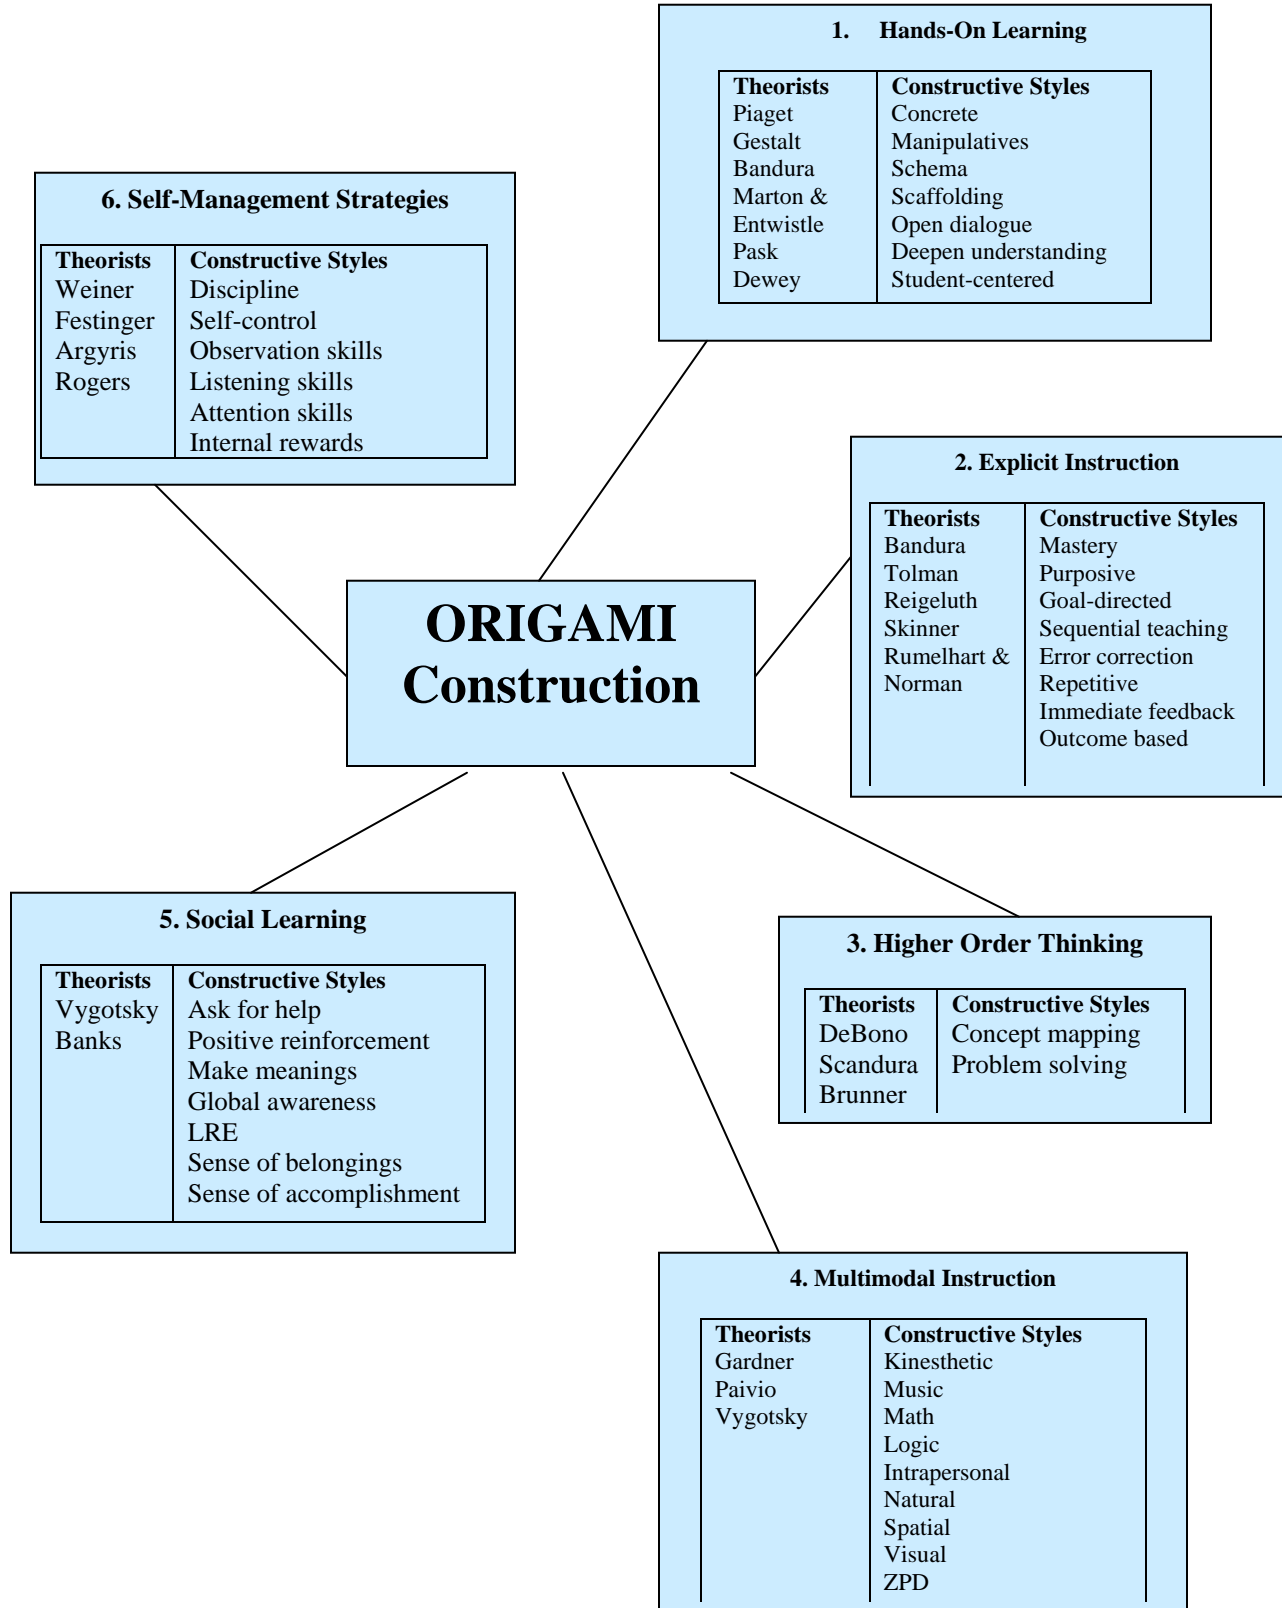 1. Hands-On Learning
Theorists
Piaget
Gestalt
Bandura
Marton &
Entwistle
Pask
Dewey
Constructive Styles
Concrete
Manipulatives
Schema
Scaffolding
Open dialogue
Deepen understanding
Student-centered
6. Self-Management Strategies
Theorists
Weiner
Festinger
Argyris
Rogers
Constructive Styles
Discipline
Self-control
Observation skills
Listening skills
Attention skills
Internal rewards
2. Explicit Instruction
Theorists
Bandura
Tolman
Reigeluth
Skinner
Rumelhart &
Norman
Constructive Styles
Mastery
Purposive
Goal-directed
Sequential teaching
Error correction
Repetitive
Immediate feedback
Outcome based
ORIGAMI
Construction
5. Social Learning
Theorists
Vygotsky
Banks
Constructive Styles
Ask for help
Positive reinforcement
Make meanings
Global awareness
LRE
Sense of belongings
Sense of accomplishment
3. Higher Order Thinking
Theorists
DeBono
Scandura
Brunner
Constructive Styles
Concept mapping
Problem solving
4. Multimodal Instruction
Theorists
Gardner
Paivio
Vygotsky
Constructive Styles
Kinesthetic
Music
Math
Logic
Intrapersonal
Natural
Spatial
Visual
ZPD